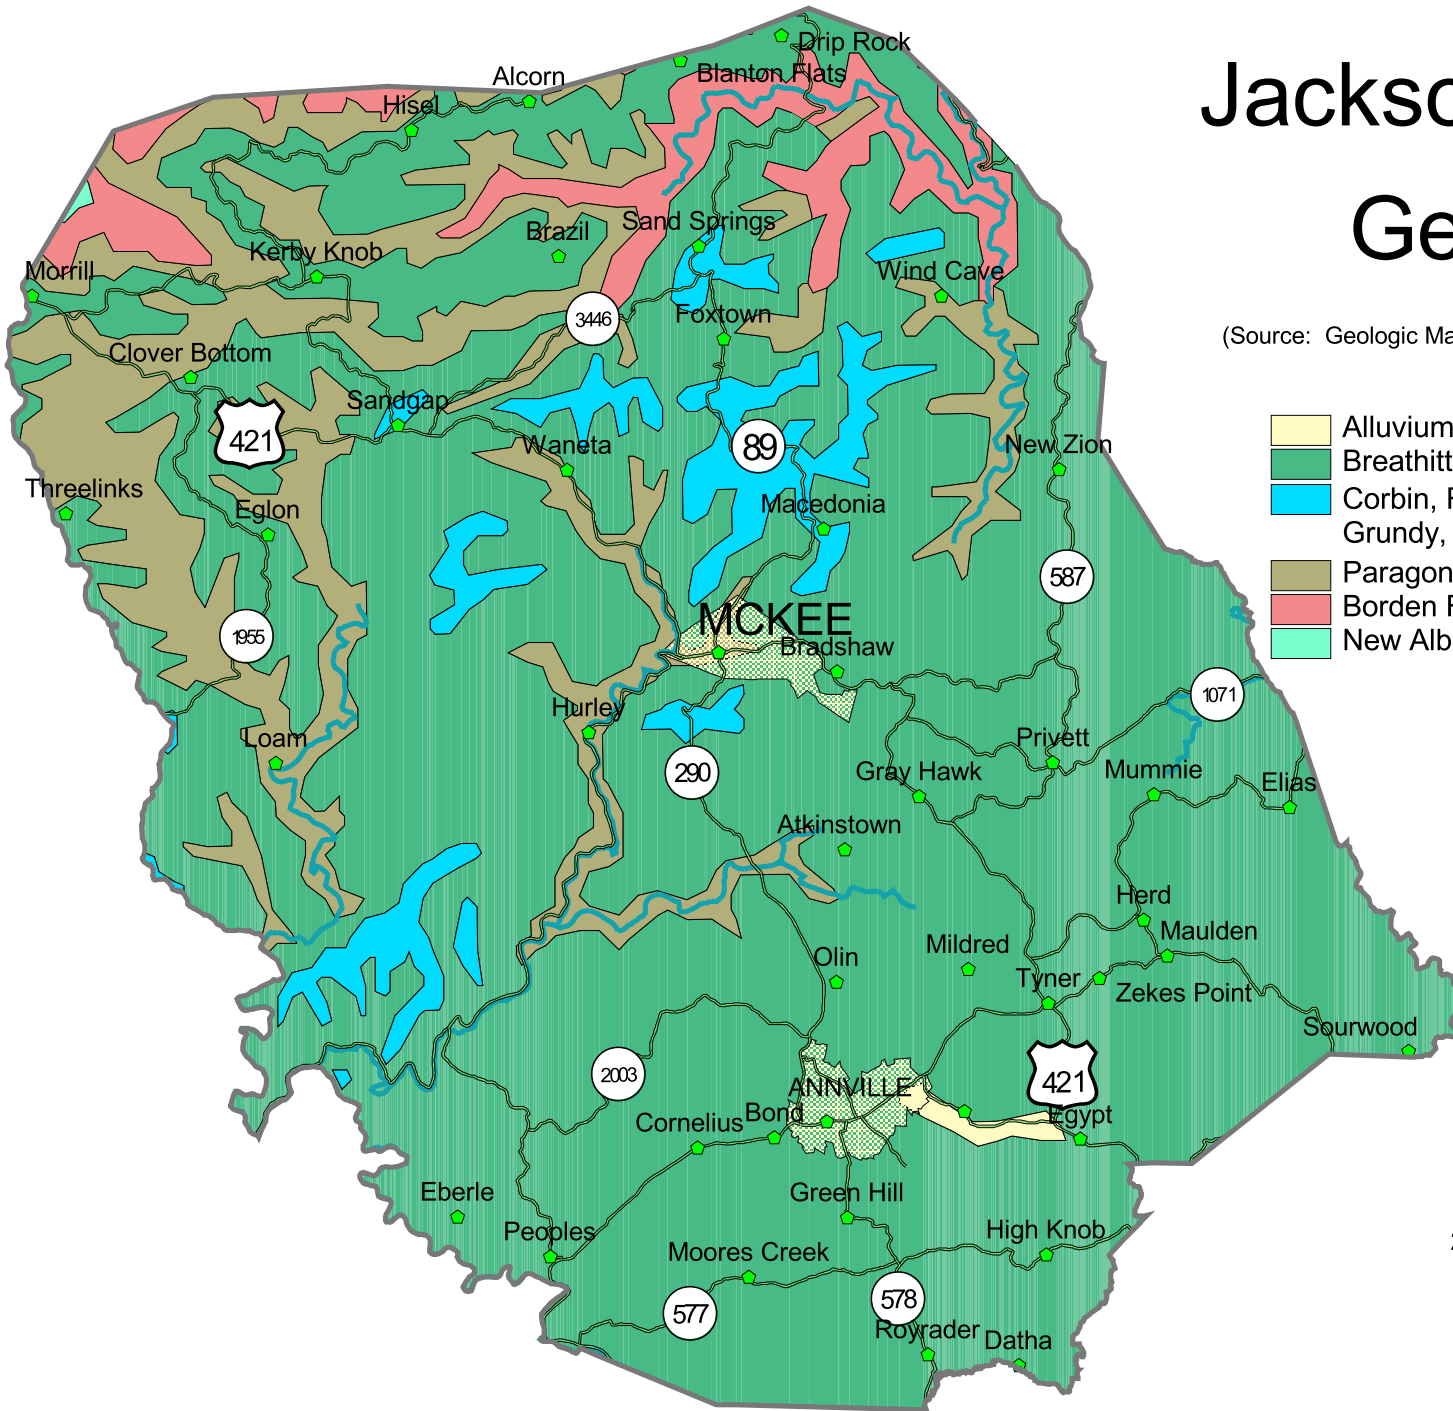 Drip Rock
Jackso
Alcorn
Blanton Flats
Hisel
Ge
Sand Springs
Brazil
Kerby Knob
Morrill
Wind Cave
3446
Foxtown
(Source: Geologic Ma
Clover Bottom
Sandgap
421
89
Waneta
New Zion
Alluvium
Breathitt
Threelinks
Eglon
Macedonia
Corbin, F
Grundy,
587
Paragon
Borden F
New Alb
1955
MCKEE
Bradshaw
1071
Hurley
Loam
Privett
290
Gray Hawk
Mummie
Elias
Atkinstown
Herd
Maulden
Olin
Mildred
Tyner
Zekes Point
Sourwood
2003
ANNVILLE
421
Cornelius
Bond
Egypt
Eberle
Green Hill
Peoples
High Knob
Moores Creek
577
578
Royrader
Datha